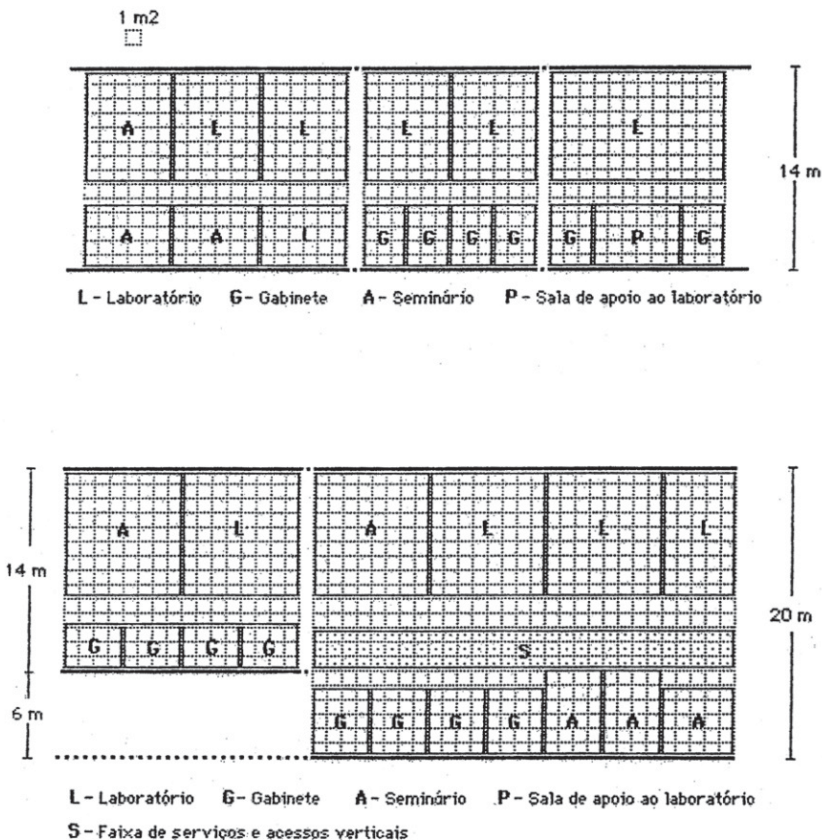 1 m2
A L L L L L
14 m
A A L G G G G G P G
L - Laboratório G- Gabinete A - Seminário P - Sala de apoio ao laboratório
A L A L L L
14 m
20 m
G G G G
S
6 m
G G G G A A A
L - Laboratório G- Gabinete A - Seminário P - Sala de apoio ao laboratório
S - Faixa de serviços e acessos verticais